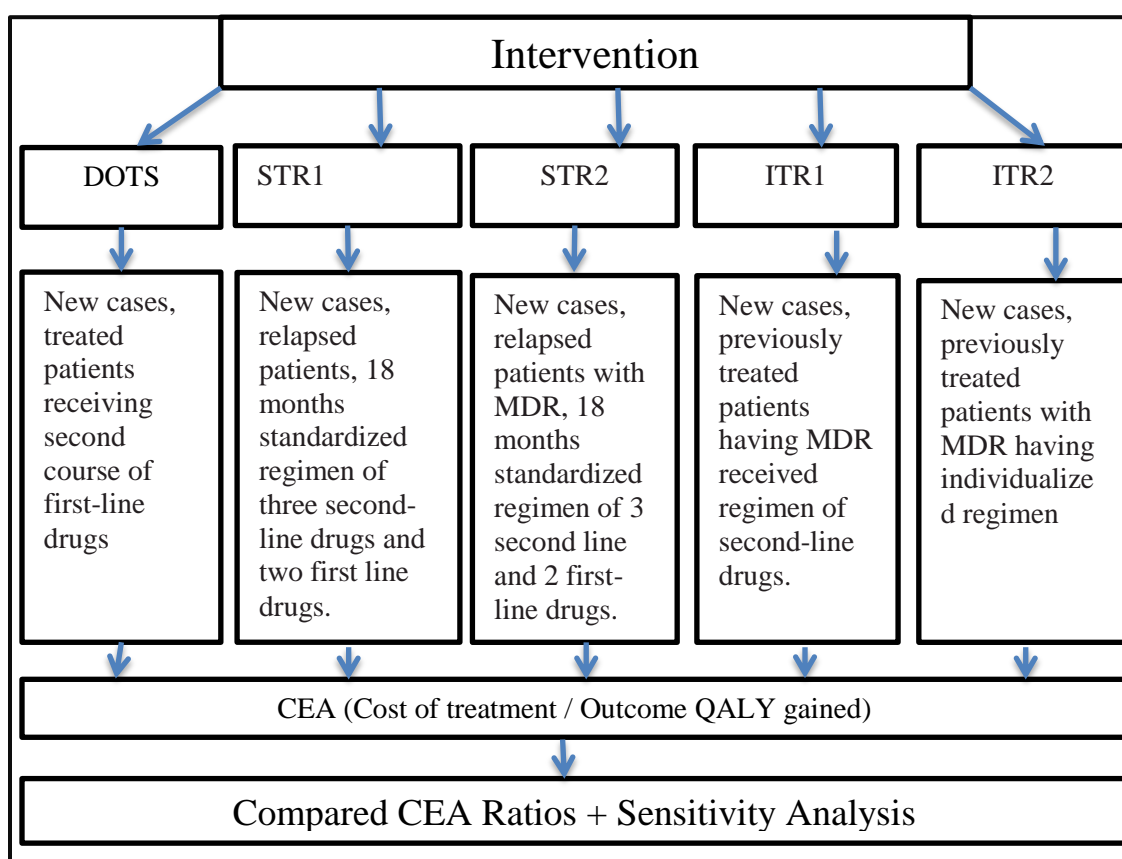 Intervention
DOTS
STR1
STR2
ITR1
ITR2
New cases,
treated
patients
receiving
second
course of
first-line
drugs
New cases,
relapsed
patients, 18
months
standardized
regimen of
three second-
line drugs and
two first line
drugs.
New cases,
relapsed
patients with
MDR, 18
months
standardized
regimen of 3
second line
and 2 first-
line drugs.
New cases,
previously
treated
patients
having MDR
received
regimen of
second-line
drugs.
New cases,
previously
treated
patients with
MDR having
individualize
d regimen
CEA (Cost of treatment / Outcome QALY gained)
Compared CEA Ratios + Sensitivity Analysis